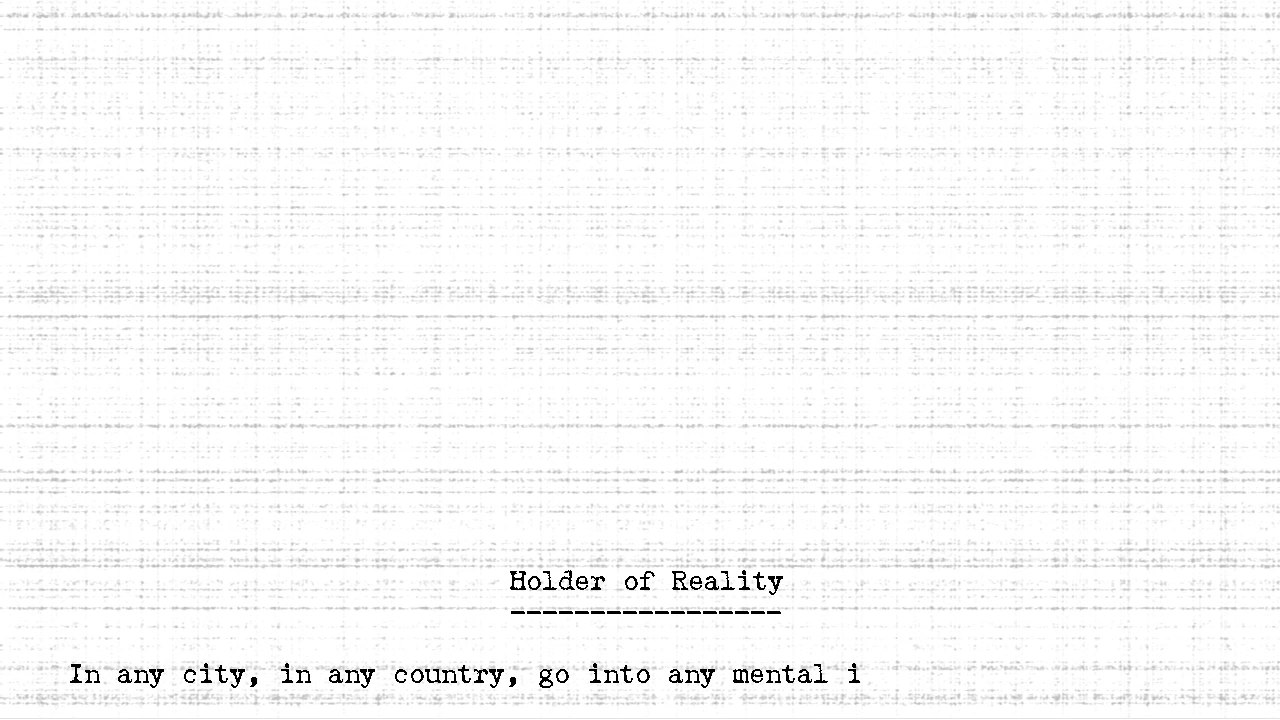 Holder of Reality
-----------------
In any city, in any country, go into any mental i